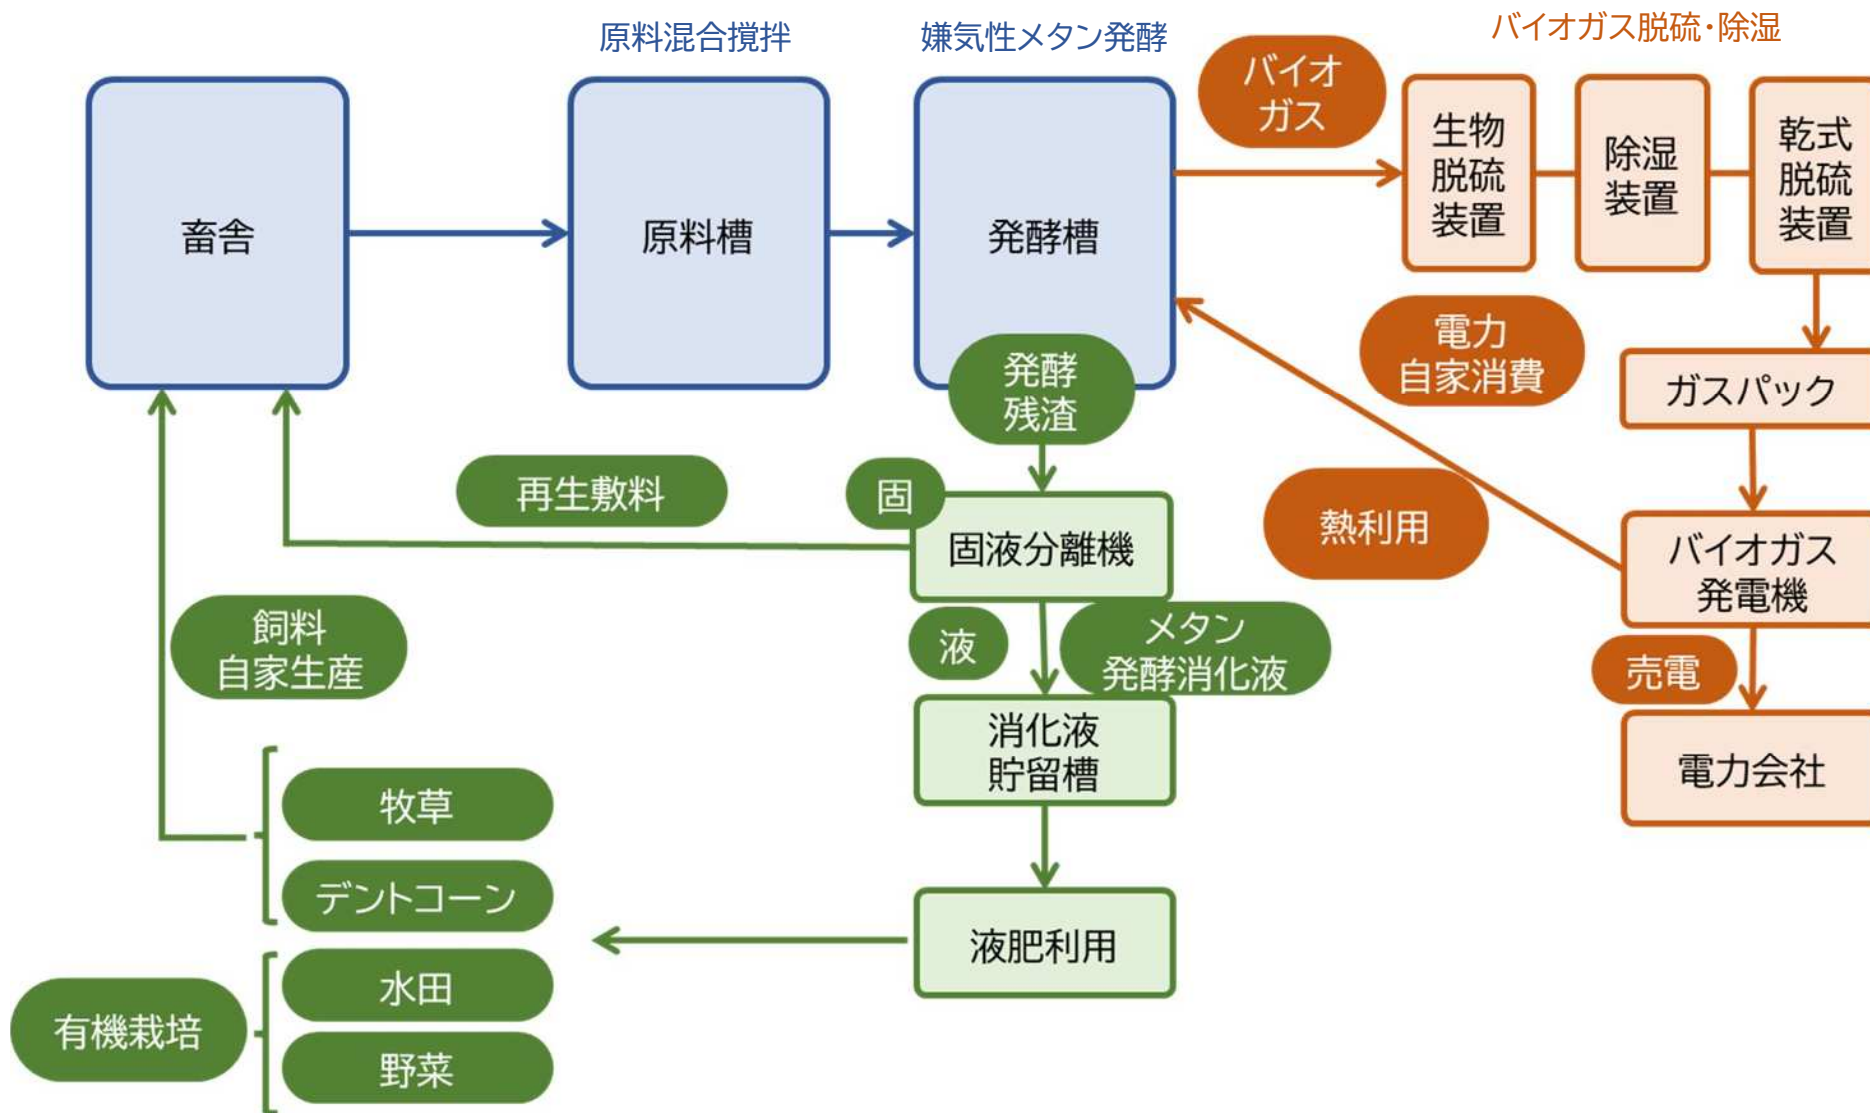 原料混合撹拌
嫌気性メタン発酵
バイオガス脱硫・除湿
畜舎
原料槽
発酵槽
バイオ
ガス
生物
脱硫
装置
除湿
装置
乾式
脱硫
装置
電力
自家消費
ガスパック
発酵
残渣
再生敷料
固
固液分離機
熱利用
バイオガス
発電機
飼料
自家生産
液
メタン
発酵消化液
売電
消化液
貯留槽
電力会社
牧草
デントコーン
液肥利用
水田
有機栽培
野菜